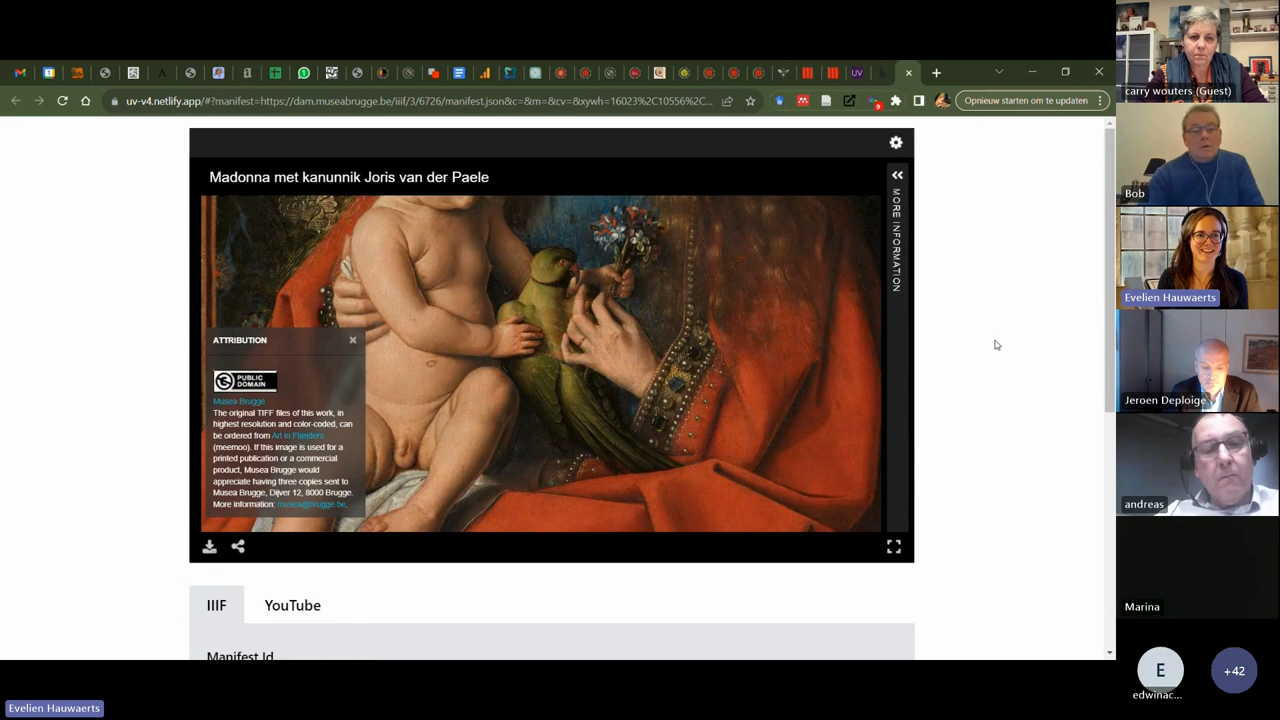 uv-v4.netlify.app/#?manifest=https://dam.museabrugge.be/iiif/3/6726/manifest.json&c=&m=&cv=&xywh=16023%2C10556%2C...
9
Opnieuw starten om te updaten
UV
Madonna met kanunnik Joris van der Paele
MORE INFORMATION
ATTRIBUTION
PUBLIC
DOMAIN
Musea Brugge
The original TIFF files of this work, in
highest resolution and color-coded, can
be ordered from Art in Flanders
(meemoo). If this image is used for a
printed publication or a commercial
product, Musea Brugge would
appreciate having three copies sent to
Musea Brugge, Dijver 12, 8000 Brugge.
More information: musea@brugge.be.
IIIF
YouTube
Manifest Id
carry wouters (Guest)
Bob
Evelien Hauwaerts
Jeroen Deploige
andreas
Marina
E
edwinac...
+42
Evelien Hauwaerts